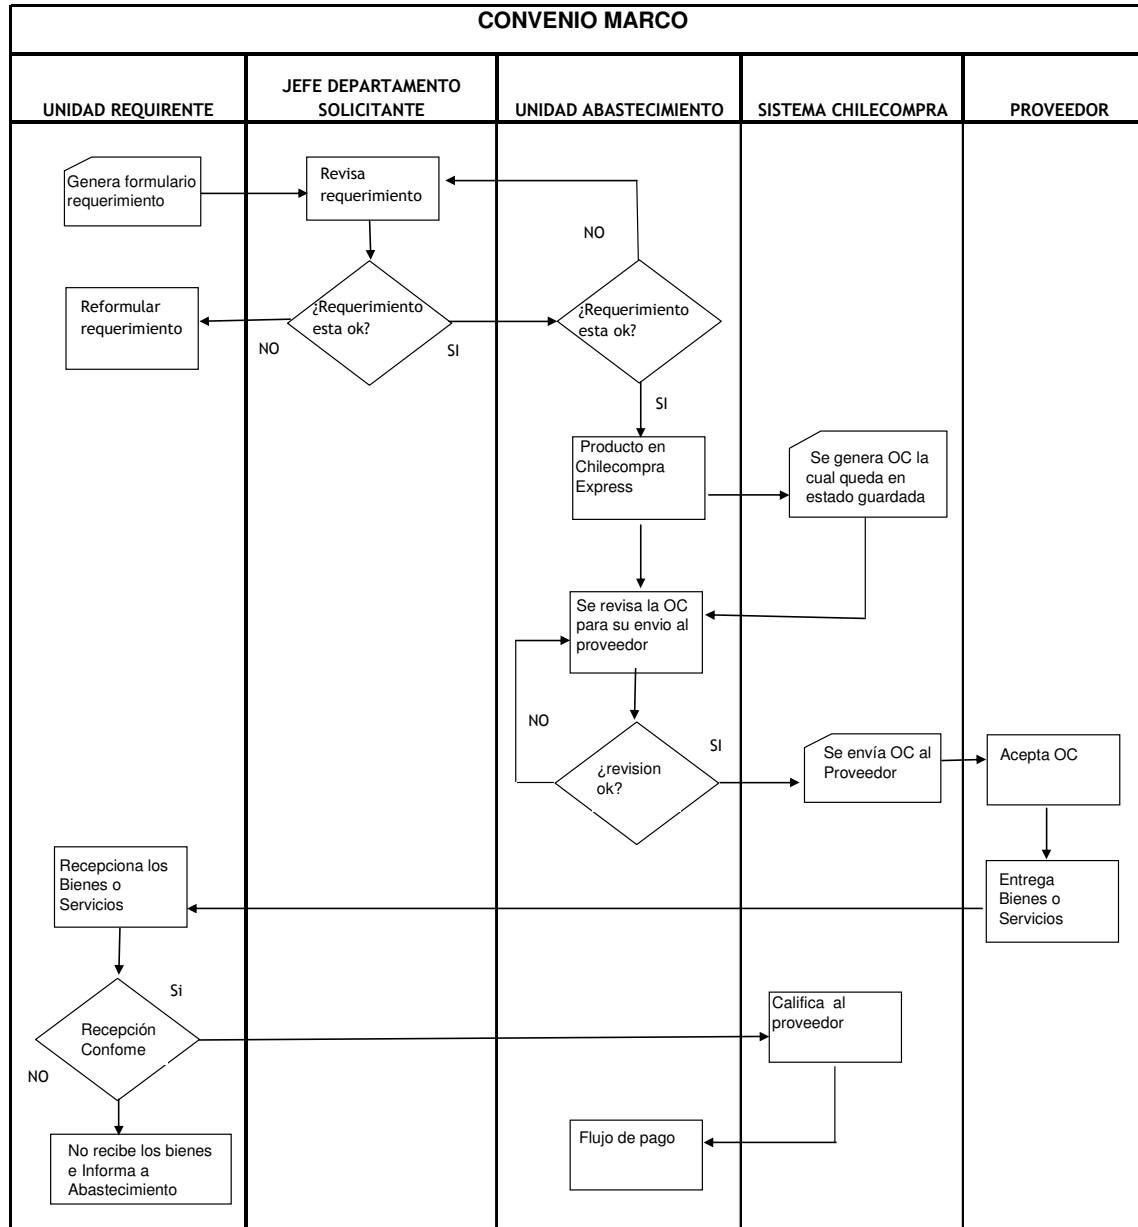 CONVENIO MARCO
UNIDAD REQUIRENTE
JEFE DEPARTAMENTO
SOLICITANTE
UNIDAD ABASTECIMIENTO
SISTEMA CHILECOMPRA
PROVEEDOR
Genera formulario
requerimiento
Revisa
requerimiento
NO
Reformular
requerimiento
NO
¿Requerimiento
esta ok?
SI
¿Requerimiento
esta ok?
SI
Producto en
Chilecompra
Express
Se genera OC la
cual queda en
estado guardada
Se revisa la OC
para su envio al
proveedor
NO
¿revision
ok?
SI
Se envía OC al
Proveedor
Acepta OC
Recepciona los
Bienes o
Servicios
Entrega
Bienes o
Servicios
Si
Recepción
Confome
NO
Califica al
proveedor
No recibe los bienes
e Informa a
Abastecimiento
Flujo de pago